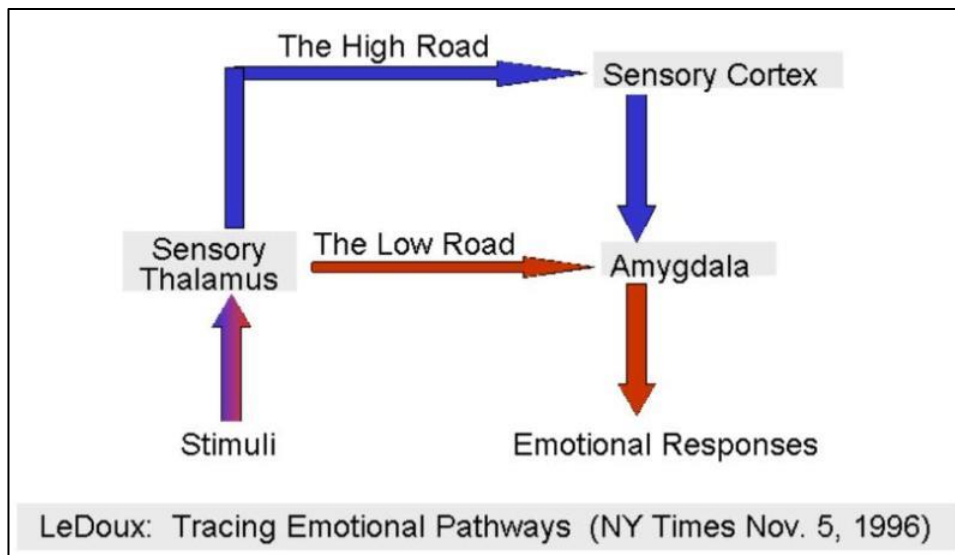 The High Road
Sensory Cortex
Sensory
Thalamus
The Low Road
Amygdala
Stimuli
Emotional Responses
LeDoux: Tracing Emotional Pathways (NY Times Nov. 5, 1996)